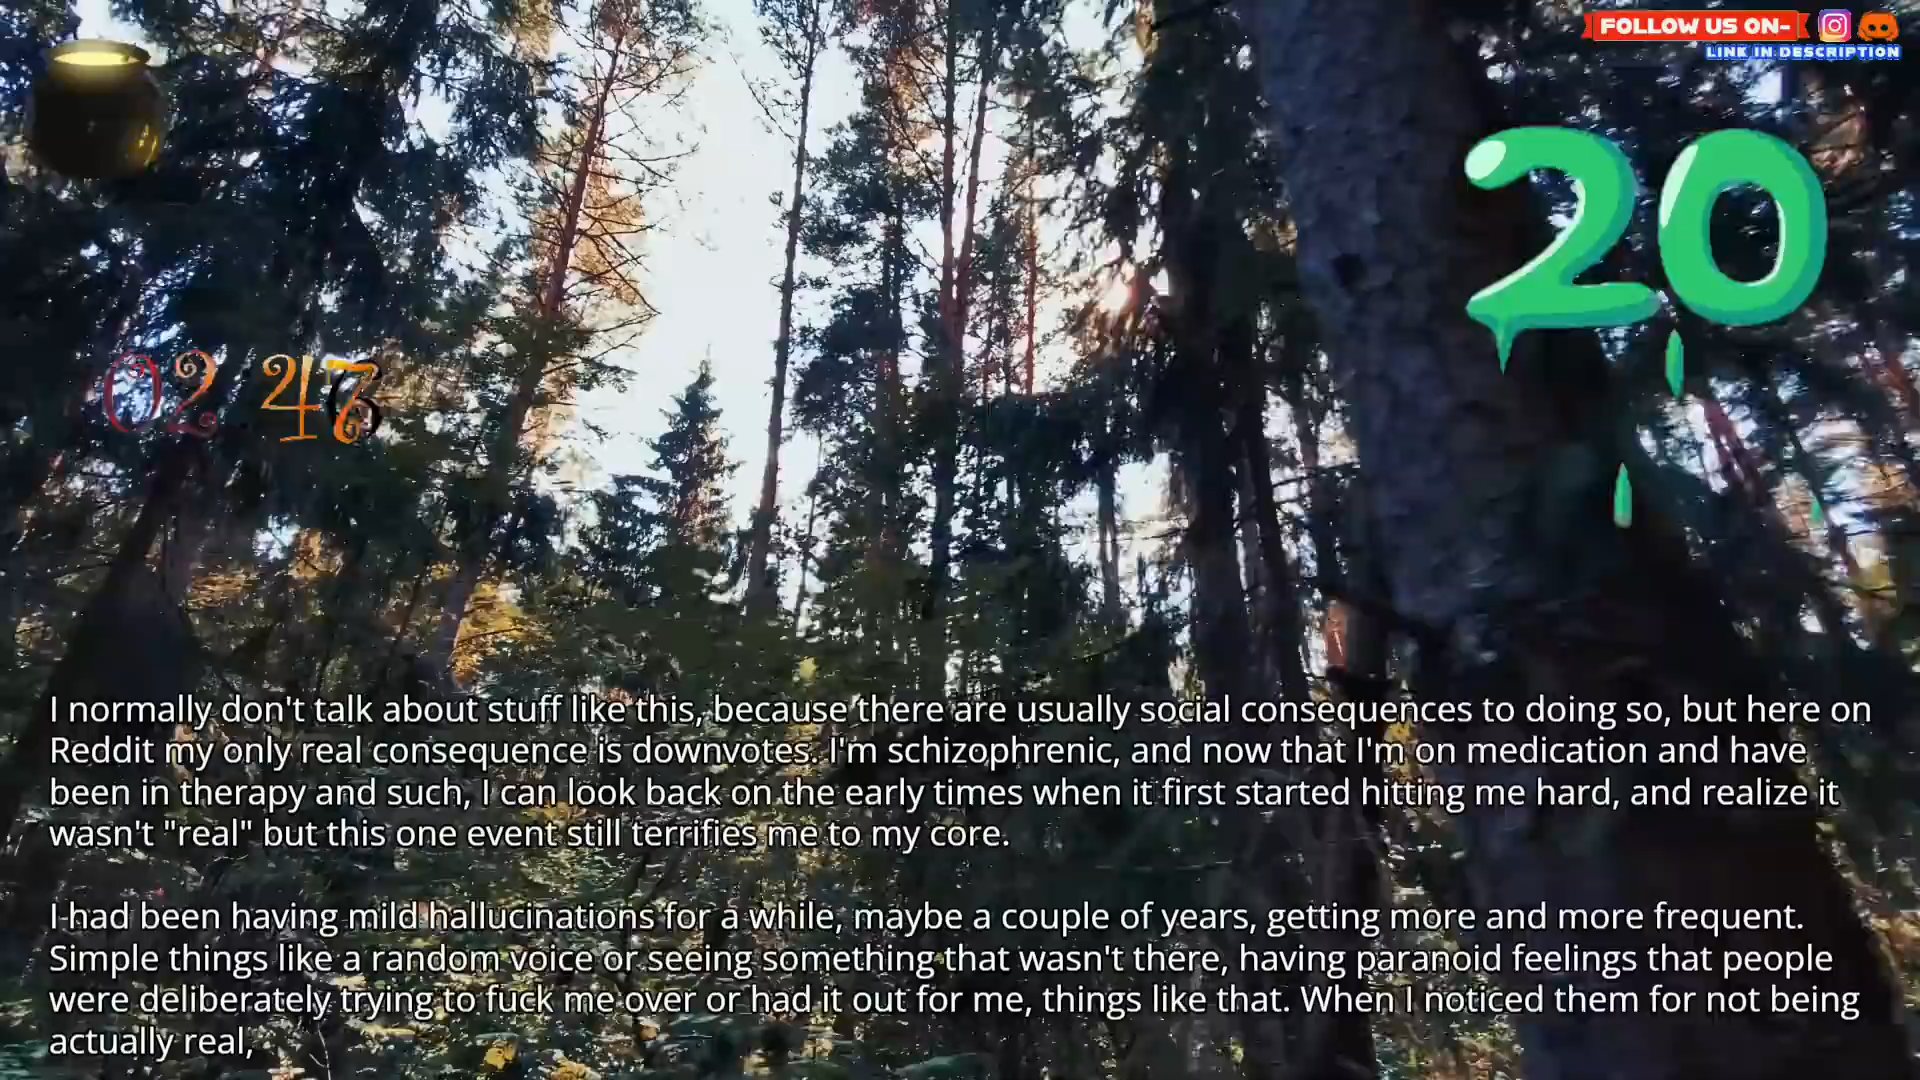 FOLLOW US ON-
LINK IN DESCRIPTION
20
02 4
I normally don't talk about stuff like this, because there are usually social consequences to doing so, but here on
Reddit my only real consequence is downvotes. I'm schizophrenic, and now that I'm on medication and have
been in therapy and such, I can look back on the early times when it first started hitting me hard, and realize it
wasn't "real" but this one event still terrifies me to my core.
I had been having mild hallucinations for a while, maybe a couple of years, getting more and more frequent.
Simple things like a random voice or seeing something that wasn't there, having paranoid feelings that people
were deliberately trying to fuck me over or had it out for me, things like that. When I noticed them for not being
actually real,